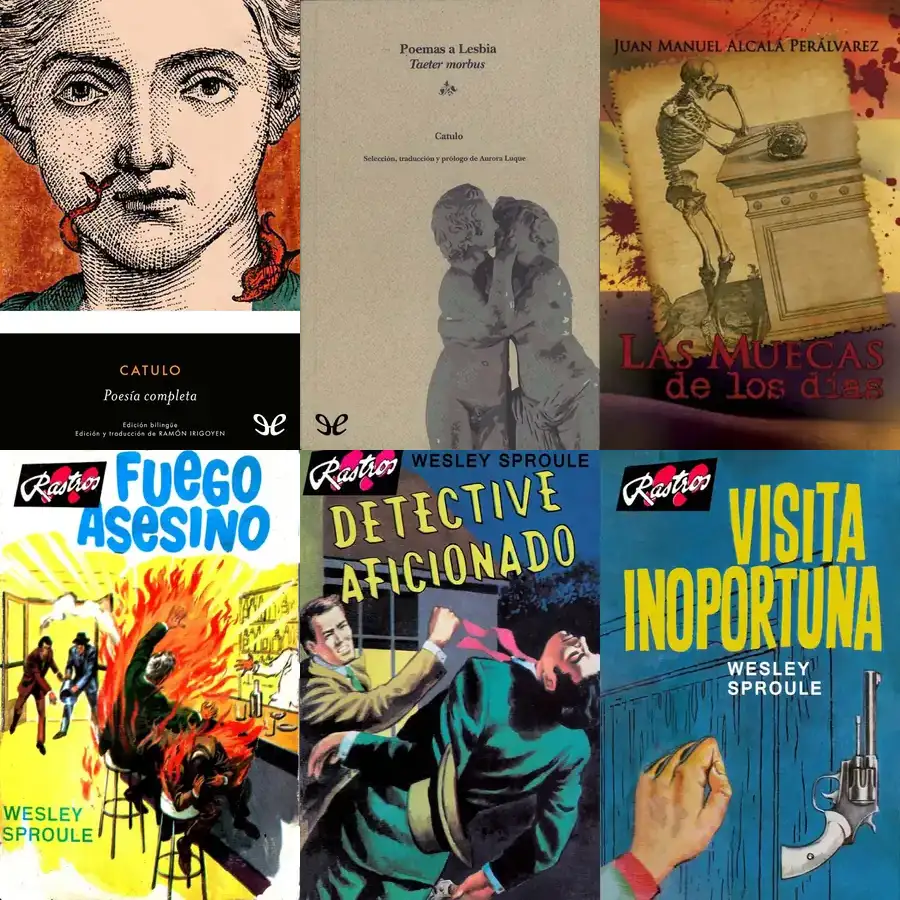 CATULO
Poesía completa
Edición bilingüe
Edición y traducción de RAMÓN IRIGOYEN
Poemas a Lesbia
Taeter morbus
Catulo
Selección, traducción y prólogo de Aurora Luque
JUAN MANUEL ALCALÁ PERÁLVAREZ
LAS MUECAS
de los días
Rastros
FUEGO
ASESINO
WESLEY
SPROULE
Rastros
WESLEY SPROULE
DETECTIVE
AFICIONADO
Rastros
VISITA
INOPORTUNA
WESLEY
SPROULE